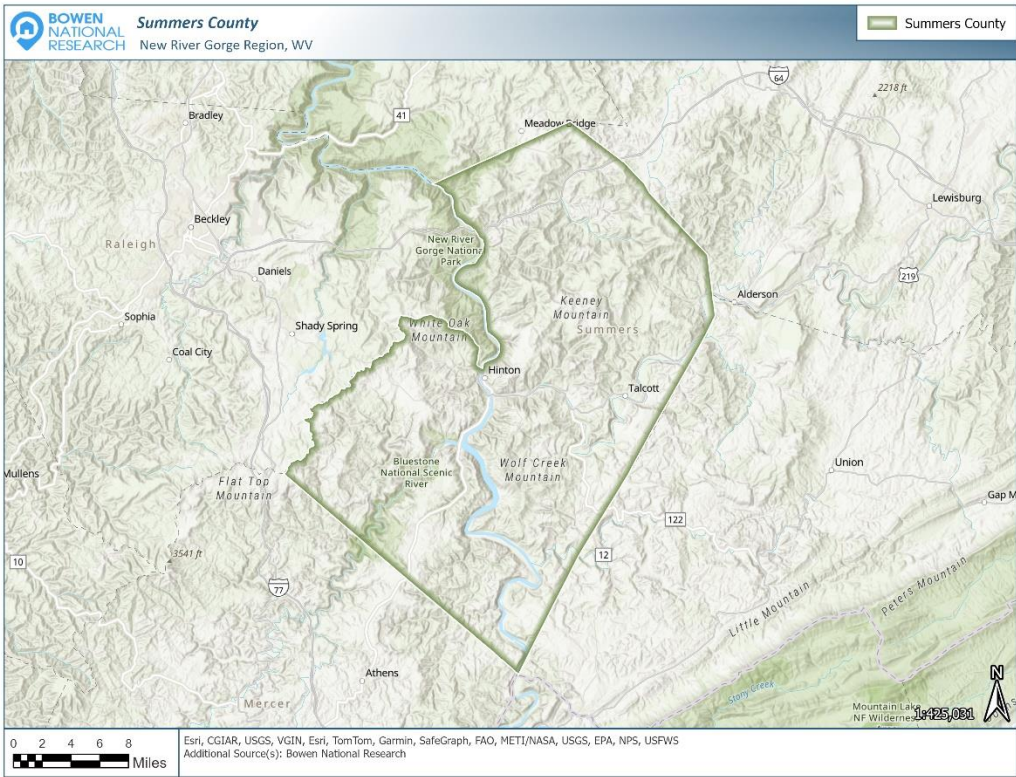 BOWEN
NATIONAL
RESEARCH
Summers County
New River Gorge Region, WV
Summers County
64
2218 ft
Bradley
41
Meadow Bridge
Lewisburg
Beckley
Raleigh
New River
Gorge National
Park
Daniels
219
Keeney
Mountain
Alderson
Sophia
White Oak
Mountain
Summers
Shady Spring
Coal City
Hinton
Talcott
Bluestone
National Scenic
River
Wolf Creek
Mountain
Union
Mullens
Flat Top
Mountain
Gap M
122
3541 ft
12
10
77
Little Mountain
Peters Mountain
Athens
Stony Creek
Mercer
Mountain Lake
NF Wilderness
N
1:425,031
0 2 4 6 8
Miles
Esri, CGIAR, USGS, VGIN, Esri, TomTom, Garmin, SafeGraph, FAO, METI/NASA, USGS, EPA, NPS, USFWS
Additional Source(s): Bowen National Research